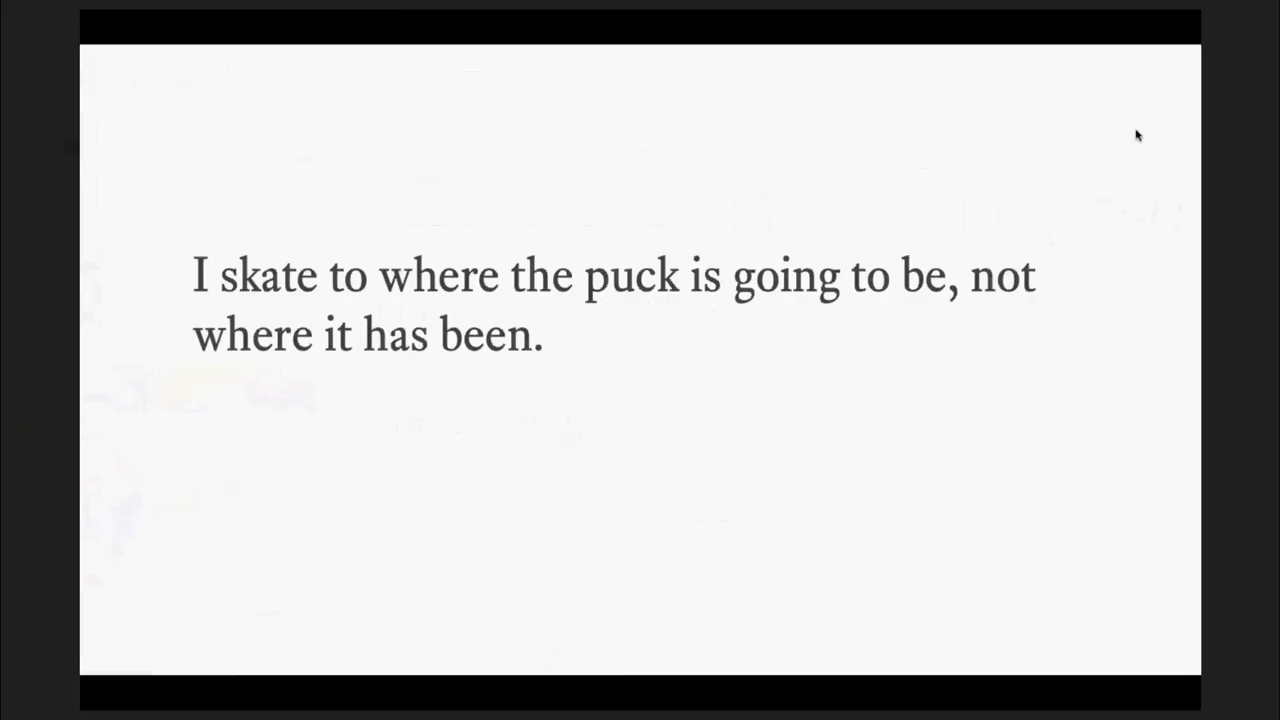 I skate to where the puck is going to be, not
where it has been.